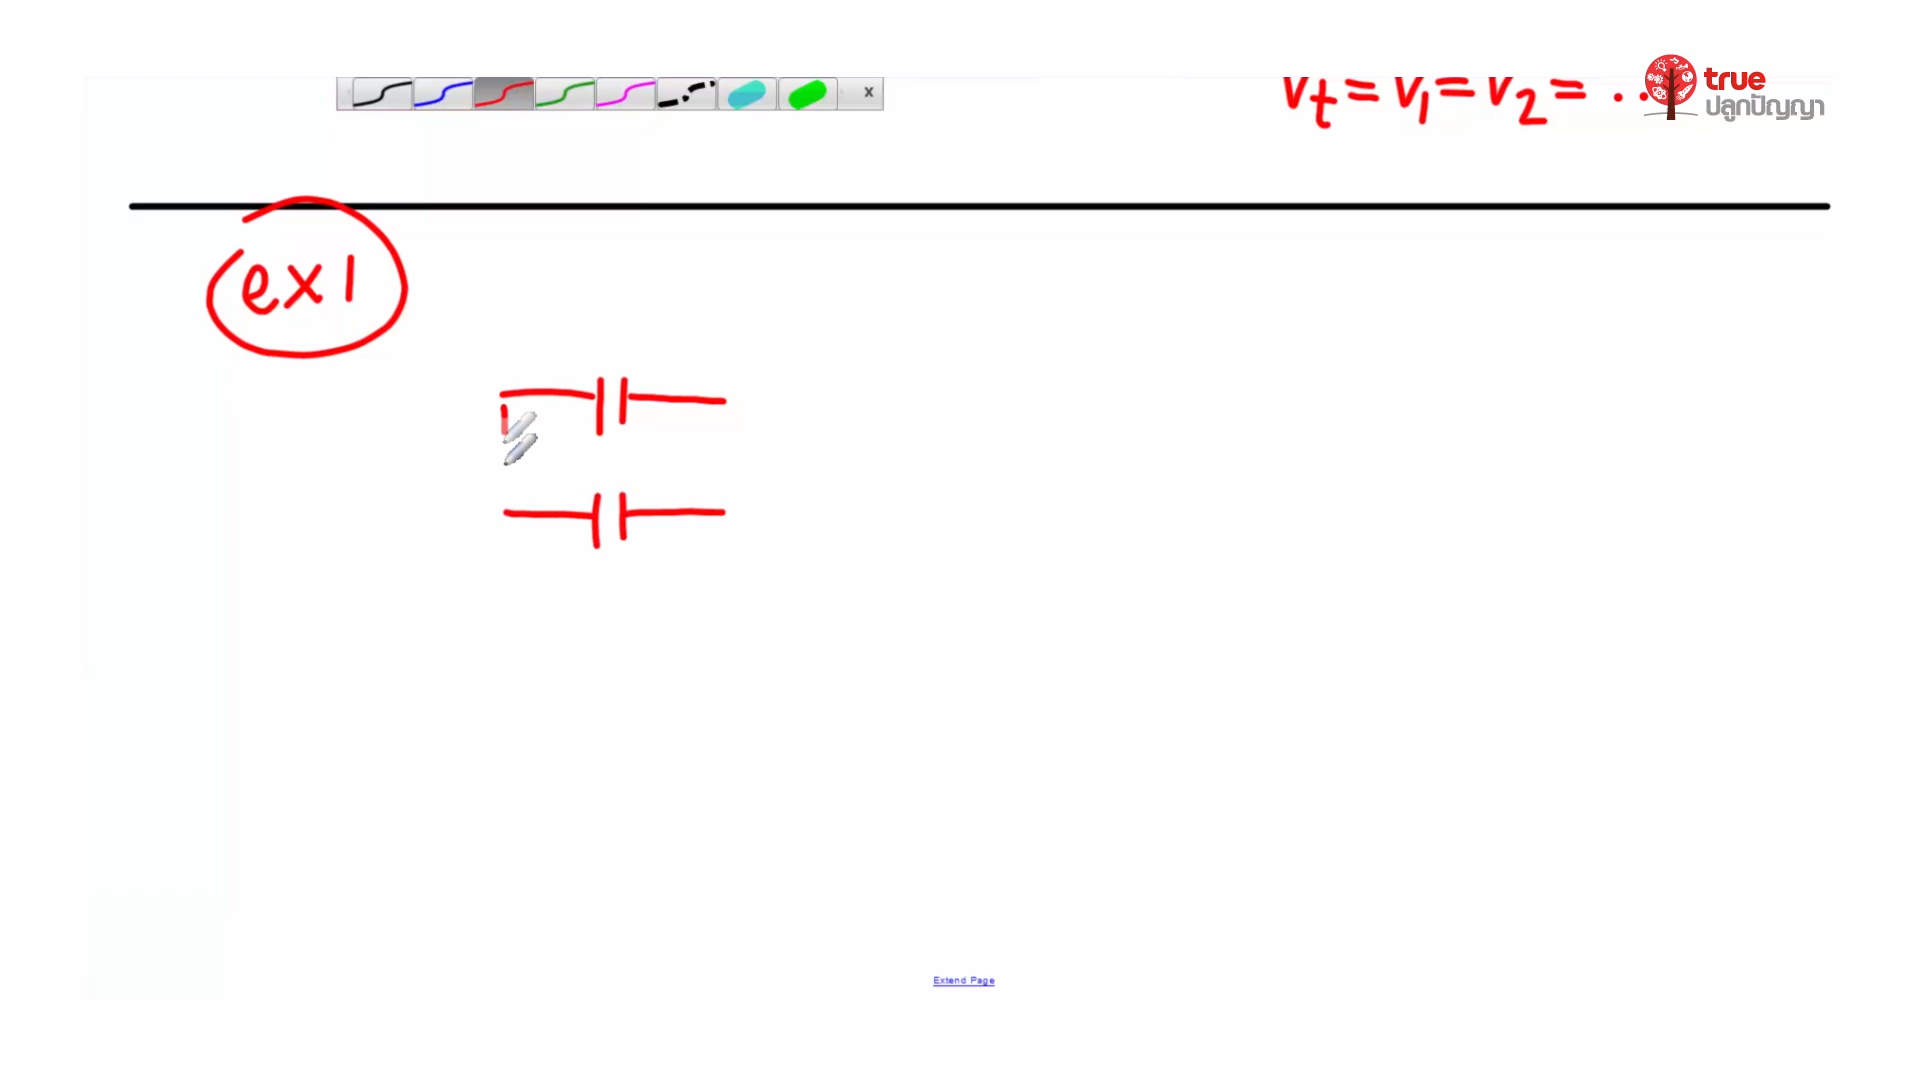 Vt = V1 = V2 = ..
true
ปลูกปัญญา
x
ex1
Extend Page